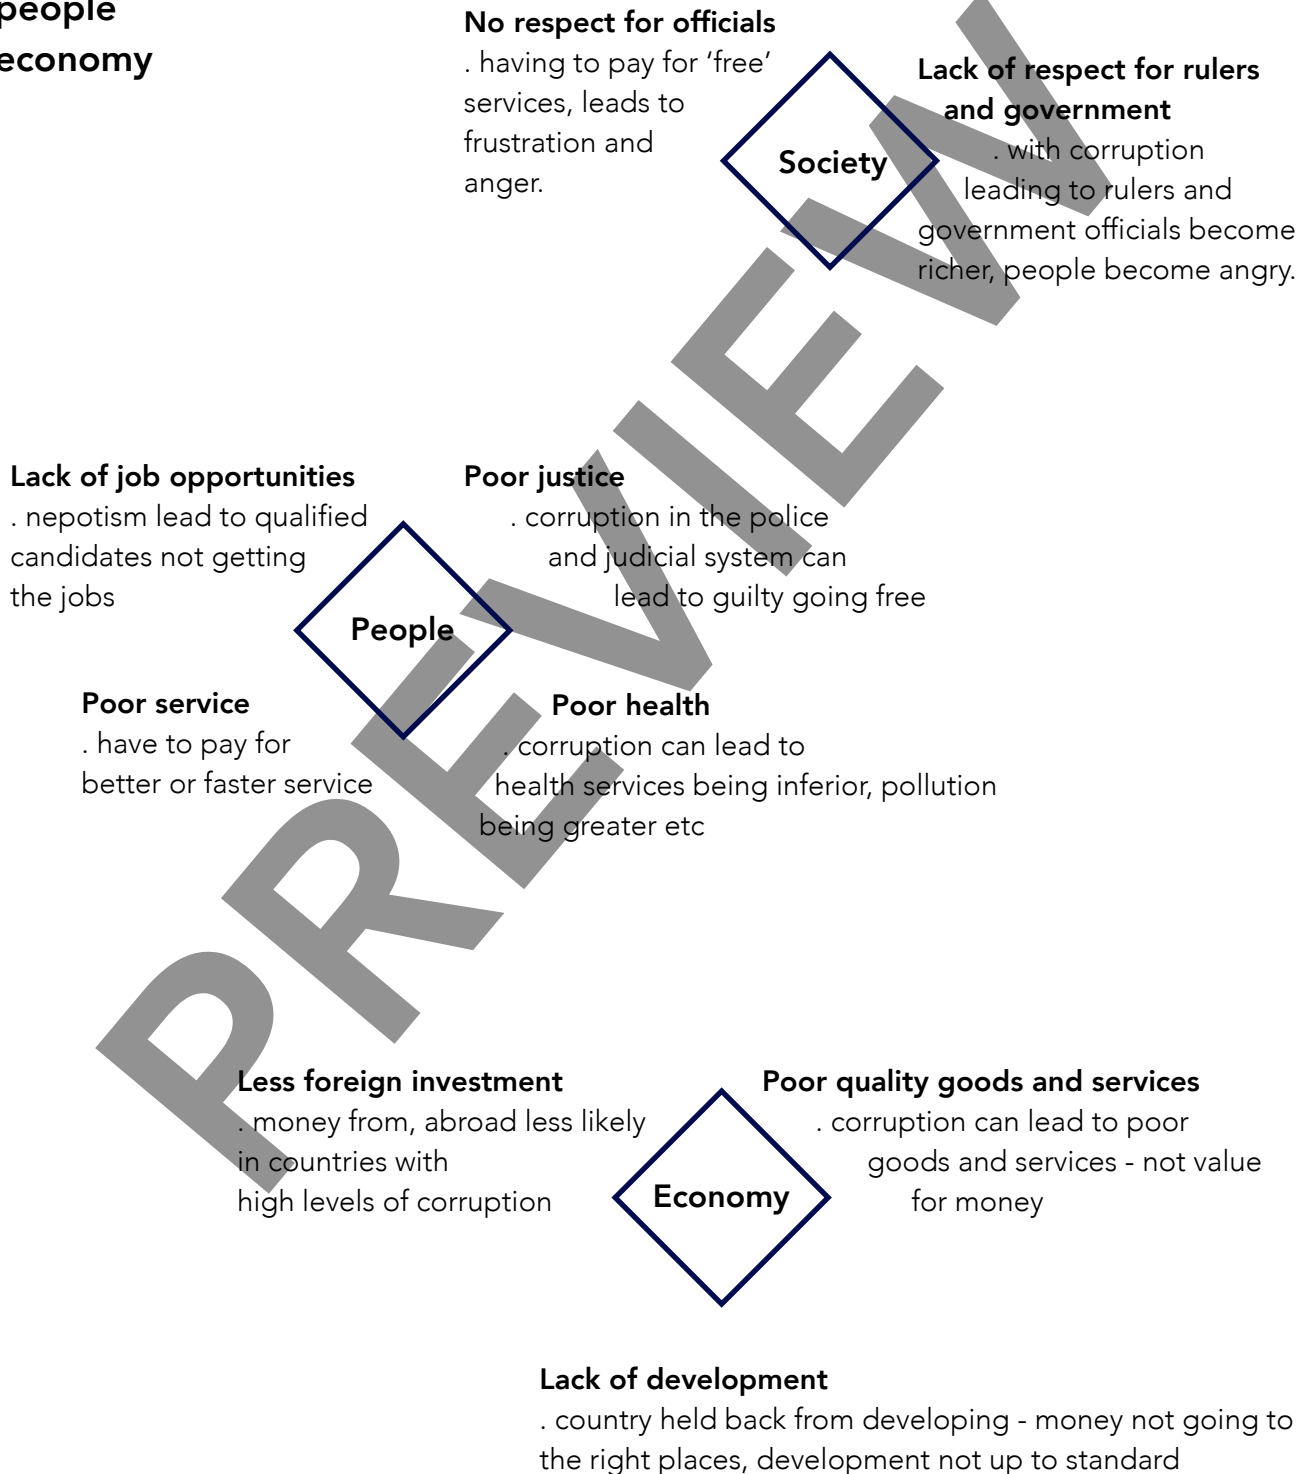 people
economy
No respect for officials
. having to pay for ‘free’
services, leads to
frustration and
anger.
Society
Lack of respect for rulers
and government
. with corruption
leading to rulers and
government officials become
richer, people become angry.
Lack of job opportunities
. nepotism lead to qualified
candidates not getting
the jobs
Poor justice
. corruption in the police
and judicial system can
lead to guilty going free
People
Poor service
. have to pay for
better or faster service
Poor health
. corruption can lead to
health services being inferior, pollution
being greater etc
Less foreign investment
. money from, abroad less likely
in countries with
high levels of corruption
Economy
Poor quality goods and services
. corruption can lead to poor
goods and services - not value
for money
Lack of development
. country held back from developing - money not going to
the right places, development not up to standard
PREVIEW